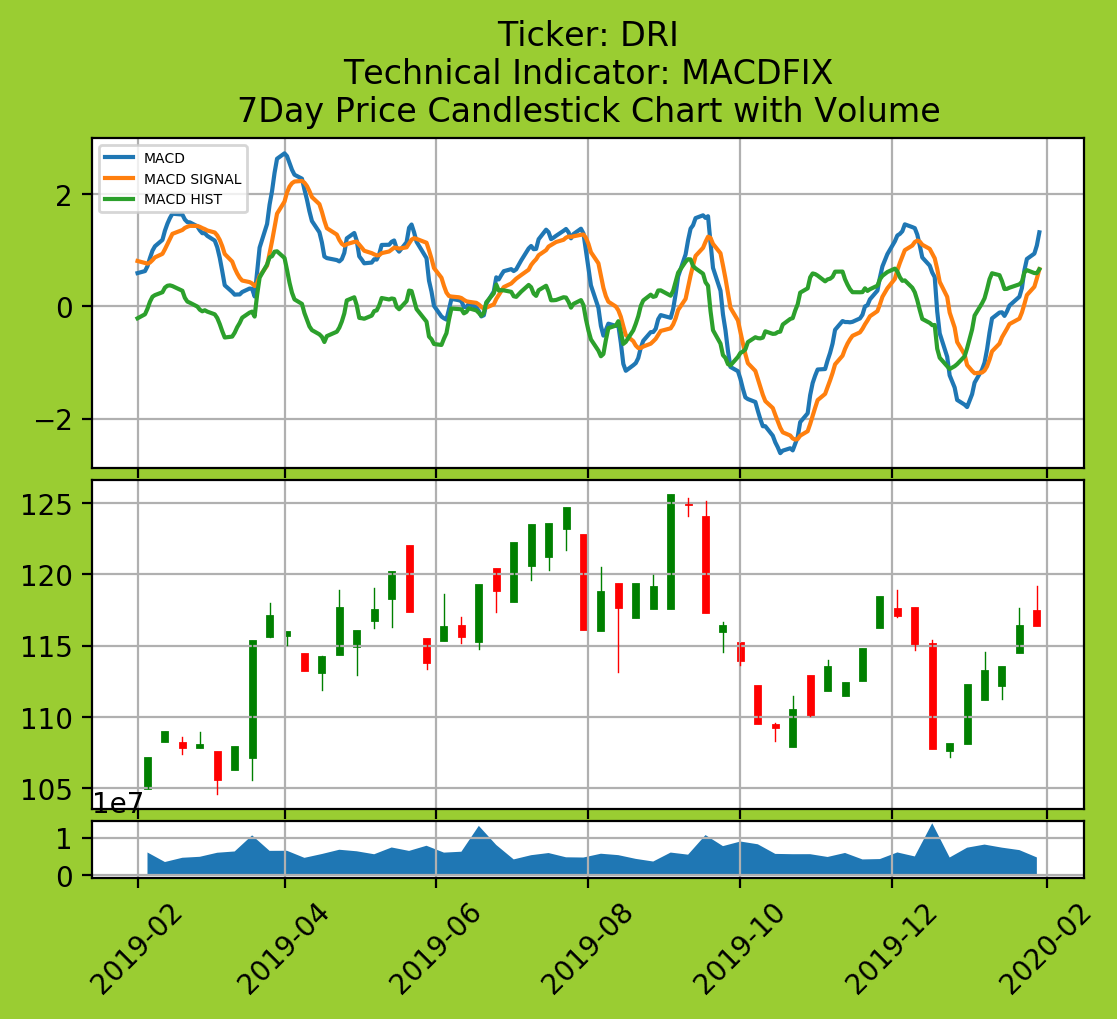 Ticker: DRI
Technical Indicator: MACDFIX
7Day Price Candlestick Chart with Volume
MACD
MACD SIGNAL
MACD HIST
2
0
−2
125
120
115
110
105
1e7
1
0
2019-02
2019-04
2019-06
2019-08
2019-10
2019-12
2020-02